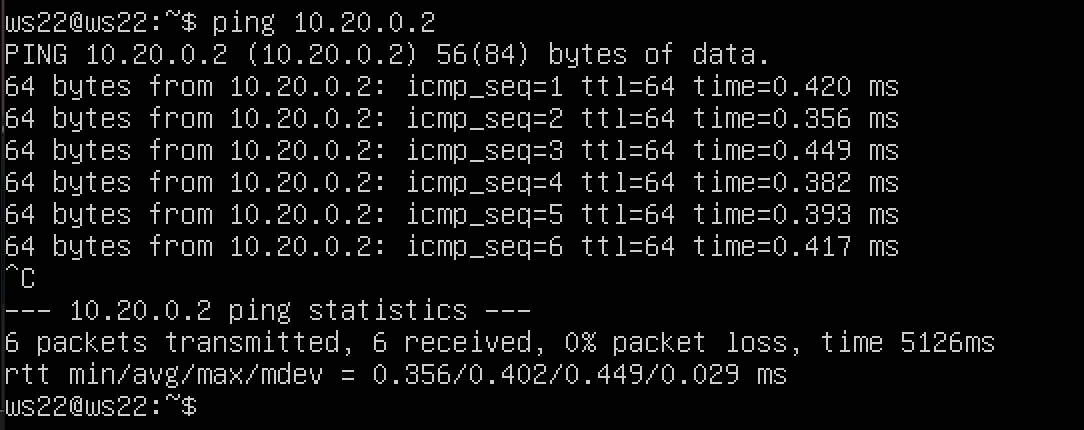 ws22@ws22:~$ ping 10.20.0.2
PING 10.20.0.2 (10.20.0.2) 56(84) bytes of data.
64 bytes from 10.20.0.2: icmp_seq=1 ttl=64 time=0.420 ms
64 bytes from 10.20.0.2: icmp_seq=2 ttl=64 time=0.356 ms
64 bytes from 10.20.0.2: icmp_seq=3 ttl=64 time=0.449 ms
64 bytes from 10.20.0.2: icmp_seq=4 ttl=64 time=0.382 ms
64 bytes from 10.20.0.2: icmp_seq=5 ttl=64 time=0.393 ms
64 bytes from 10.20.0.2: icmp_seq=6 ttl=64 time=0.417 ms
^C
--- 10.20.0.2 ping statistics ---
6 packets transmitted, 6 received, 0% packet loss, time 5126ms
rtt min/avg/max/mdev = 0.356/0.402/0.449/0.029 ms
ws22@ws22:~$